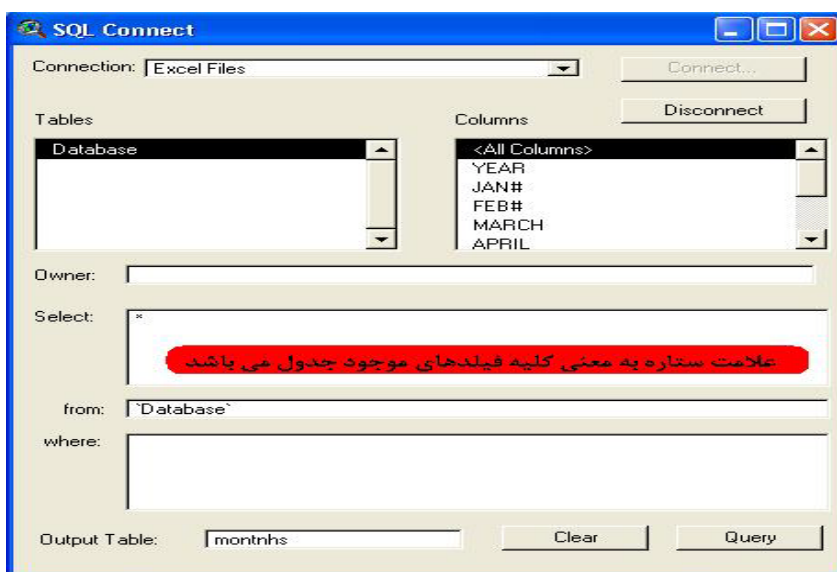 SQL Connect
Connection: Excel Files
Connect...
Disconnect
Tables
Columns
Database
<All Columns>
YEAR
JAN#
FEB#
MARCH
APRIL
Owner:
Select: *
علامت ستاره به معنی کلیه فیلدهای موجود جدول می باشد
from: `Database`
where:
Output Table: montnhs
Clear
Query